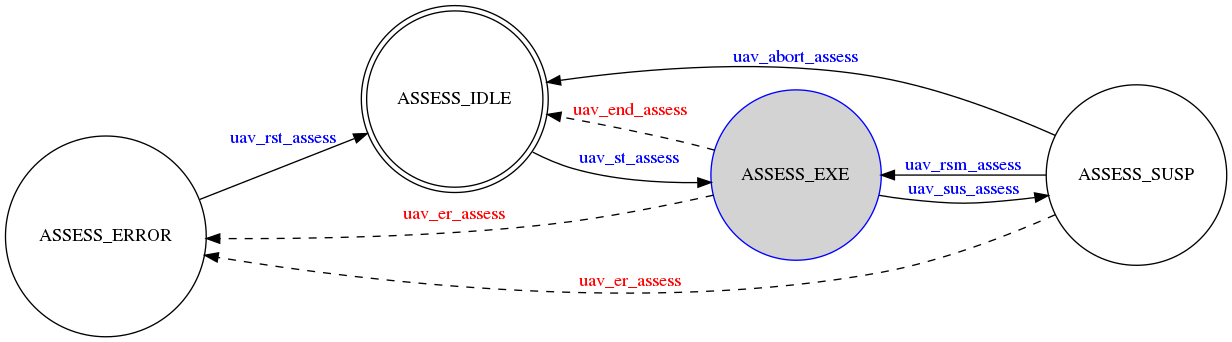 uav_abort_assess
ASSESS_IDLE
uav_end_assess
uav_rst_assess
uav_st_assess
uav_rsm_assess
ASSESS_EXE
ASSESS_SUSP
uav_sus_assess
uav_er_assess
ASSESS_ERROR
uav_er_assess